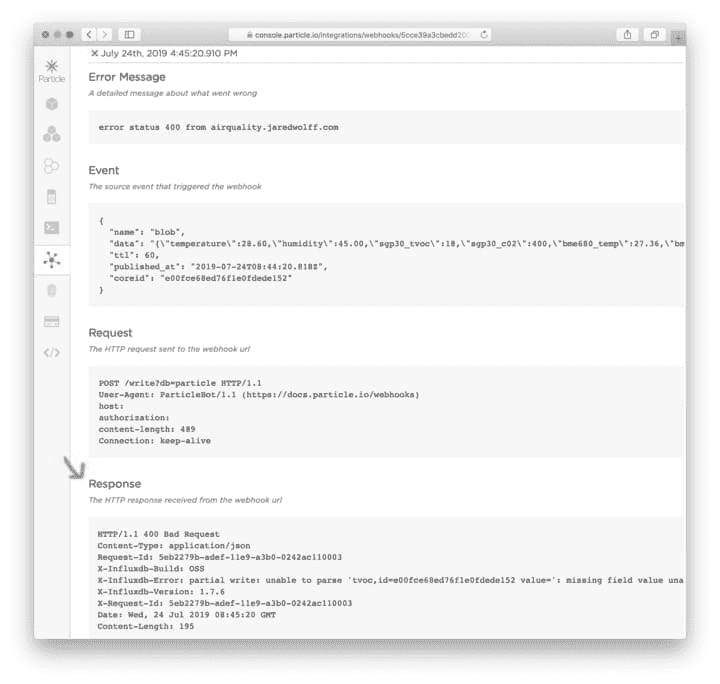 console.particle.io/integrations/webhooks/5cce39a3cbedd200
July 24th, 2019 4:45:20.910 PM
Particle
Error Message
A detailed message about what went wrong
error status 400 from airquality.jaredwolff.com
Event
The source event that triggered the webhook
{
"name": "blob",
"data": "{\"temperature\":28.60,\"humidity\":45.00,\"sgp30_tvoc\":18,\"sgp30_c02\":400,\"bme680_temp\":27.36,\"bm
"ttl": 60,
"published_at": "2019-07-24T08:44:20.818Z",
"coreid": "e00fce68ed76f1e0fdede152"
}
Request
The HTTP request sent to the webhook url
POST /write?db=particle HTTP/1.1
User-Agent: ParticleBot/1.1 (https://docs.particle.io/webhooks)
host:
authorization:
content-length: 489
Connection: keep-alive
Response
The HTTP response received from the webhook url
HTTP/1.1 400 Bad Request
Content-Type: application/json
Request-Id: 5eb2279b-adef-11e9-a3b0-0242ac110003
X-Influxdb-Build: OSS
X-Influxdb-Error: partial write: unable to parse 'tvoc,id=e00fce68ed76f1e0fdede152 value=': missing field value una
X-Influxdb-Version: 1.7.6
X-Request-Id: 5eb2279b-adef-11e9-a3b0-0242ac110003
Date: Wed, 24 Jul 2019 08:45:20 GMT
Content-Length: 195